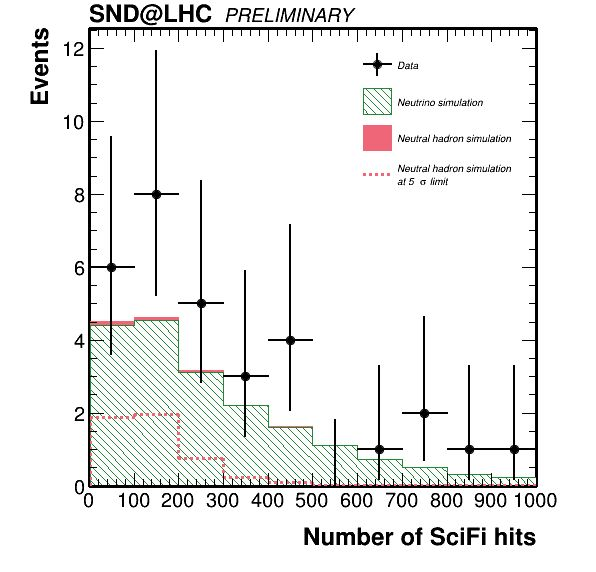 SND@LHC PRELIMINARY
Events
12
10
8
6
4
2
0
Data
Neutrino simulation
Neutral hadron simulation
Neutral hadron simulation
at 5 σ limit
0 100 200 300 400 500 600 700 800 900 1000
Number of SciFi hits